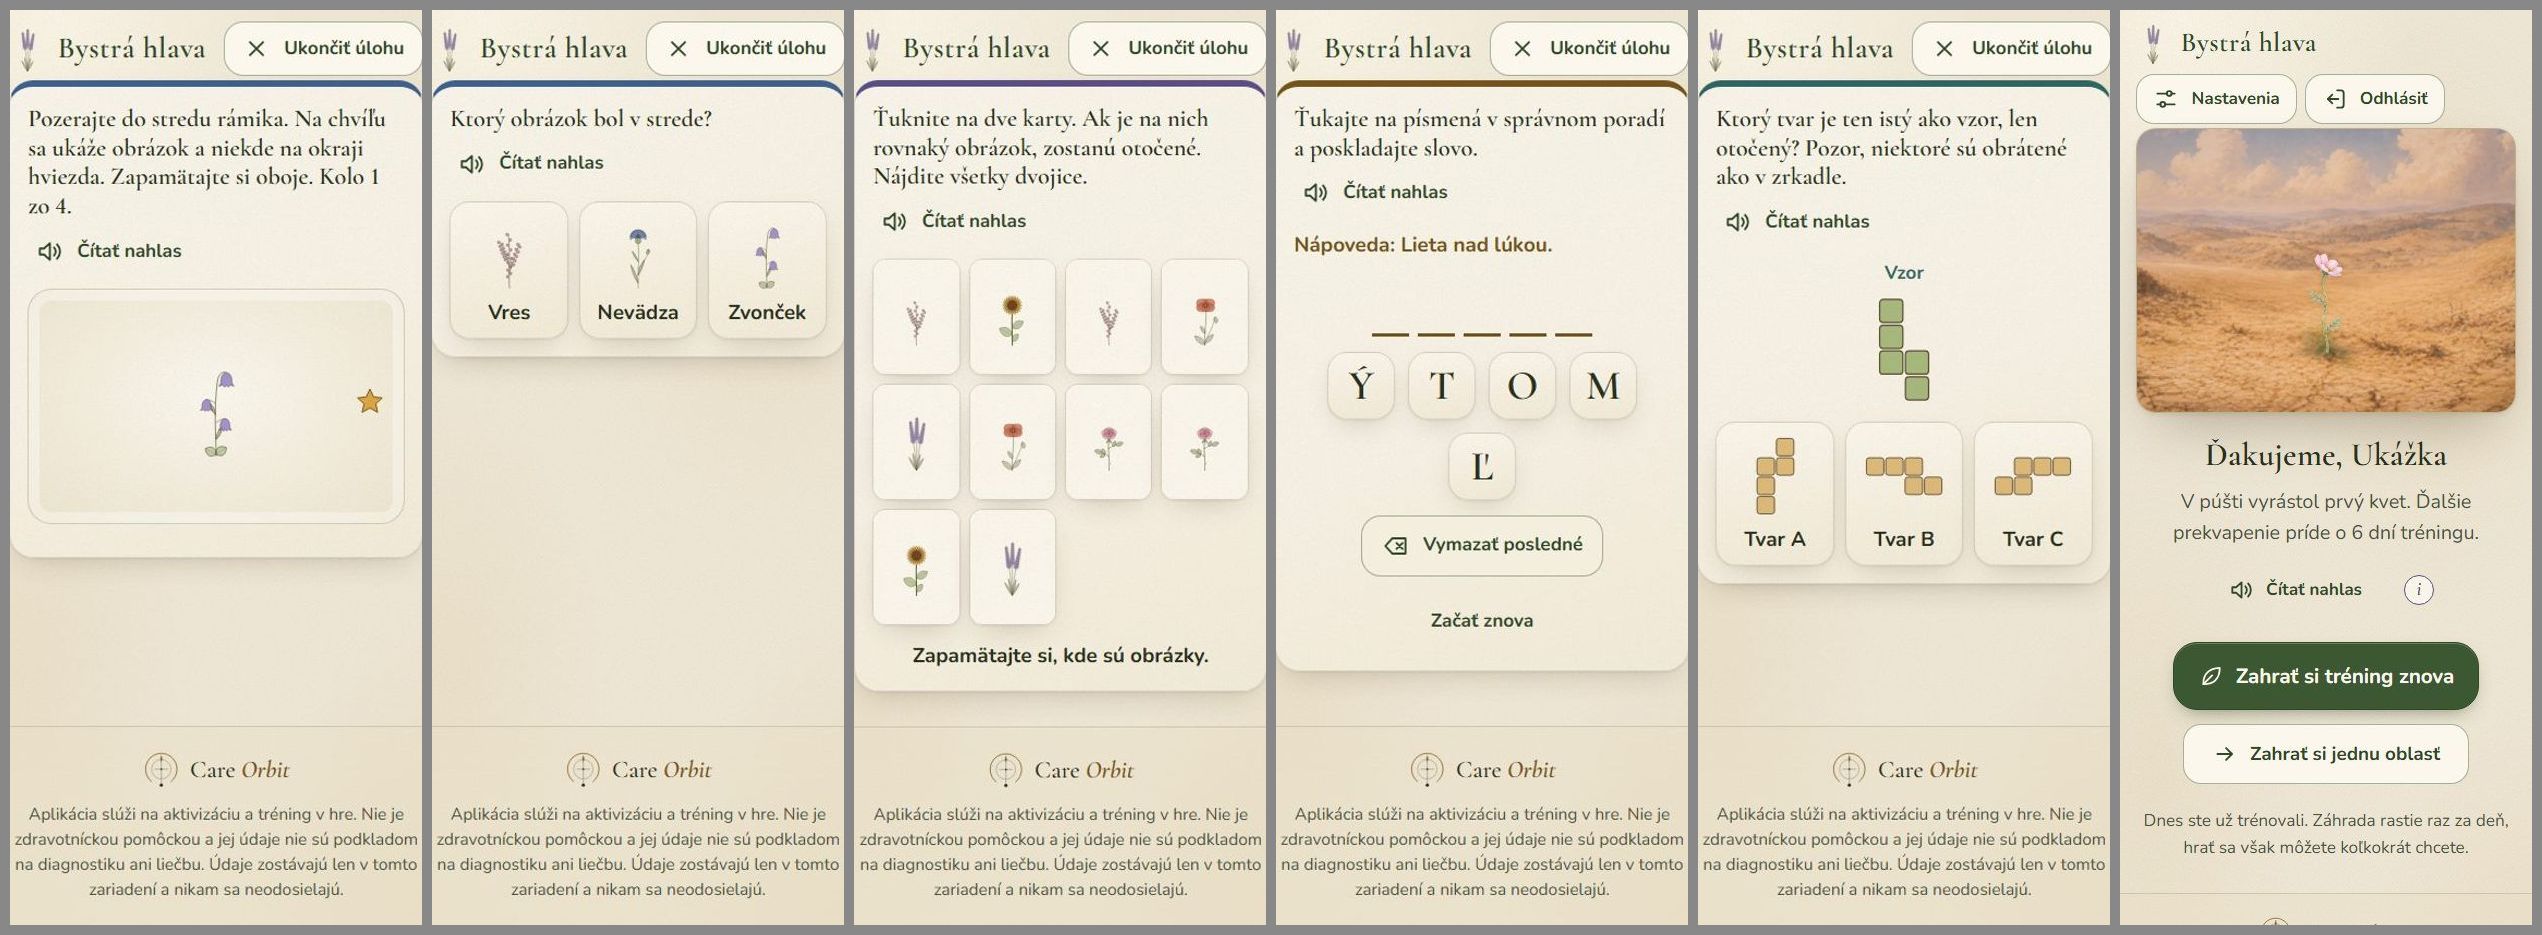 Bystrá hlava
Ukončiť úlohu
Pozerajte do stredu rámika. Na chvíľu
sa ukáže obrázok a niekde na okraji
hviezda. Zapamätajte si oboje. Kolo 1
zo 4.
Čítať nahlas
Care Orbit
Aplikácia slúži na aktivizáciu a tréning v hre. Nie je
zdravotníckou pomôckou a jej údaje nie sú podkladom
na diagnostiku ani liečbu. Údaje zostávajú len v tomto
zariadení a nikam sa neodosielajú.
Bystrá hlava
Ukončiť úlohu
Ktorý obrázok bol v strede?
Čítať nahlas
Vres
Nevädza
Zvonček
Care Orbit
Aplikácia slúži na aktivizáciu a tréning v hre. Nie je
zdravotníckou pomôckou a jej údaje nie sú podkladom
na diagnostiku ani liečbu. Údaje zostávajú len v tomto
zariadení a nikam sa neodosielajú.
Bystrá hlava
Ukončiť úlohu
Ťuknite na dve karty. Ak je na nich
rovnaký obrázok, zostanú otočené.
Nájdite všetky dvojice.
Čítať nahlas
Zapamätajte si, kde sú obrázky.
Care Orbit
Aplikácia slúži na aktivizáciu a tréning v hre. Nie je
zdravotníckou pomôckou a jej údaje nie sú podkladom
na diagnostiku ani liečbu. Údaje zostávajú len v tomto
zariadení a nikam sa neodosielajú.
Bystrá hlava
Ukončiť úlohu
Ťukajte na písmená v správnom poradí
a poskladajte slovo.
Čítať nahlas
Nápoveda: Lieta nad lúkou.
Ý T O M
Ľ
Vymazať posledné
Začať znova
Care Orbit
Aplikácia slúži na aktivizáciu a tréning v hre. Nie je
zdravotníckou pomôckou a jej údaje nie sú podkladom
na diagnostiku ani liečbu. Údaje zostávajú len v tomto
zariadení a nikam sa neodosielajú.
Bystrá hlava
Ukončiť úlohu
Ktorý tvar je ten istý ako vzor, len
otočený? Pozor, niektoré sú obrátené
ako v zrkadle.
Čítať nahlas
Vzor
Tvar A
Tvar B
Tvar C
Care Orbit
Aplikácia slúži na aktivizáciu a tréning v hre. Nie je
zdravotníckou pomôckou a jej údaje nie sú podkladom
na diagnostiku ani liečbu. Údaje zostávajú len v tomto
zariadení a nikam sa neodosielajú.
Bystrá hlava
Nastavenia
Odhlásiť
Ďakujeme, Ukážka
V púšti vyrástol prvý kvet. Ďalšie
prekvapenie príde o 6 dní tréningu.
Čítať nahlas
i
Zahrať si tréning znova
Zahrať si jednu oblasť
Dnes ste už trénovali. Záhrada rastie raz za deň,
hrať sa však môžete koľkokrát chcete.